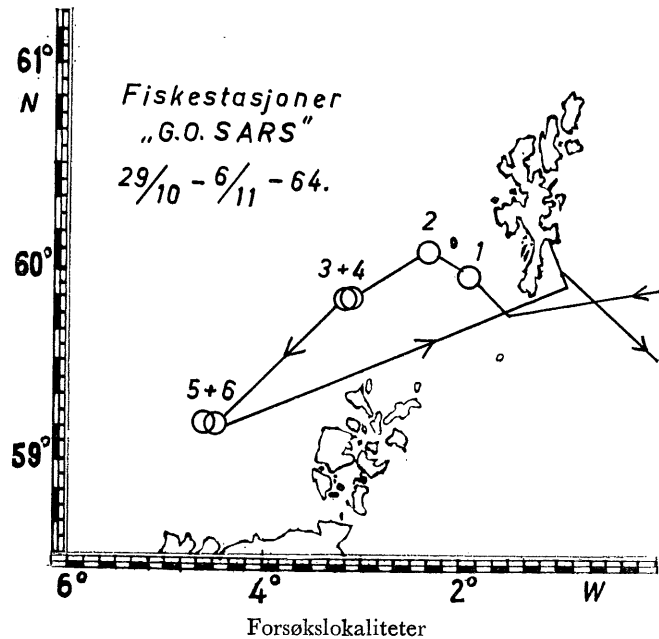 61°
N
Fiskestasjoner
„G.O. SARS"
29/10 - 6/11 - 64.
2
1
60°
3+4
5+6
59°
6° 4° 2° W
Forsøkslokaliteter